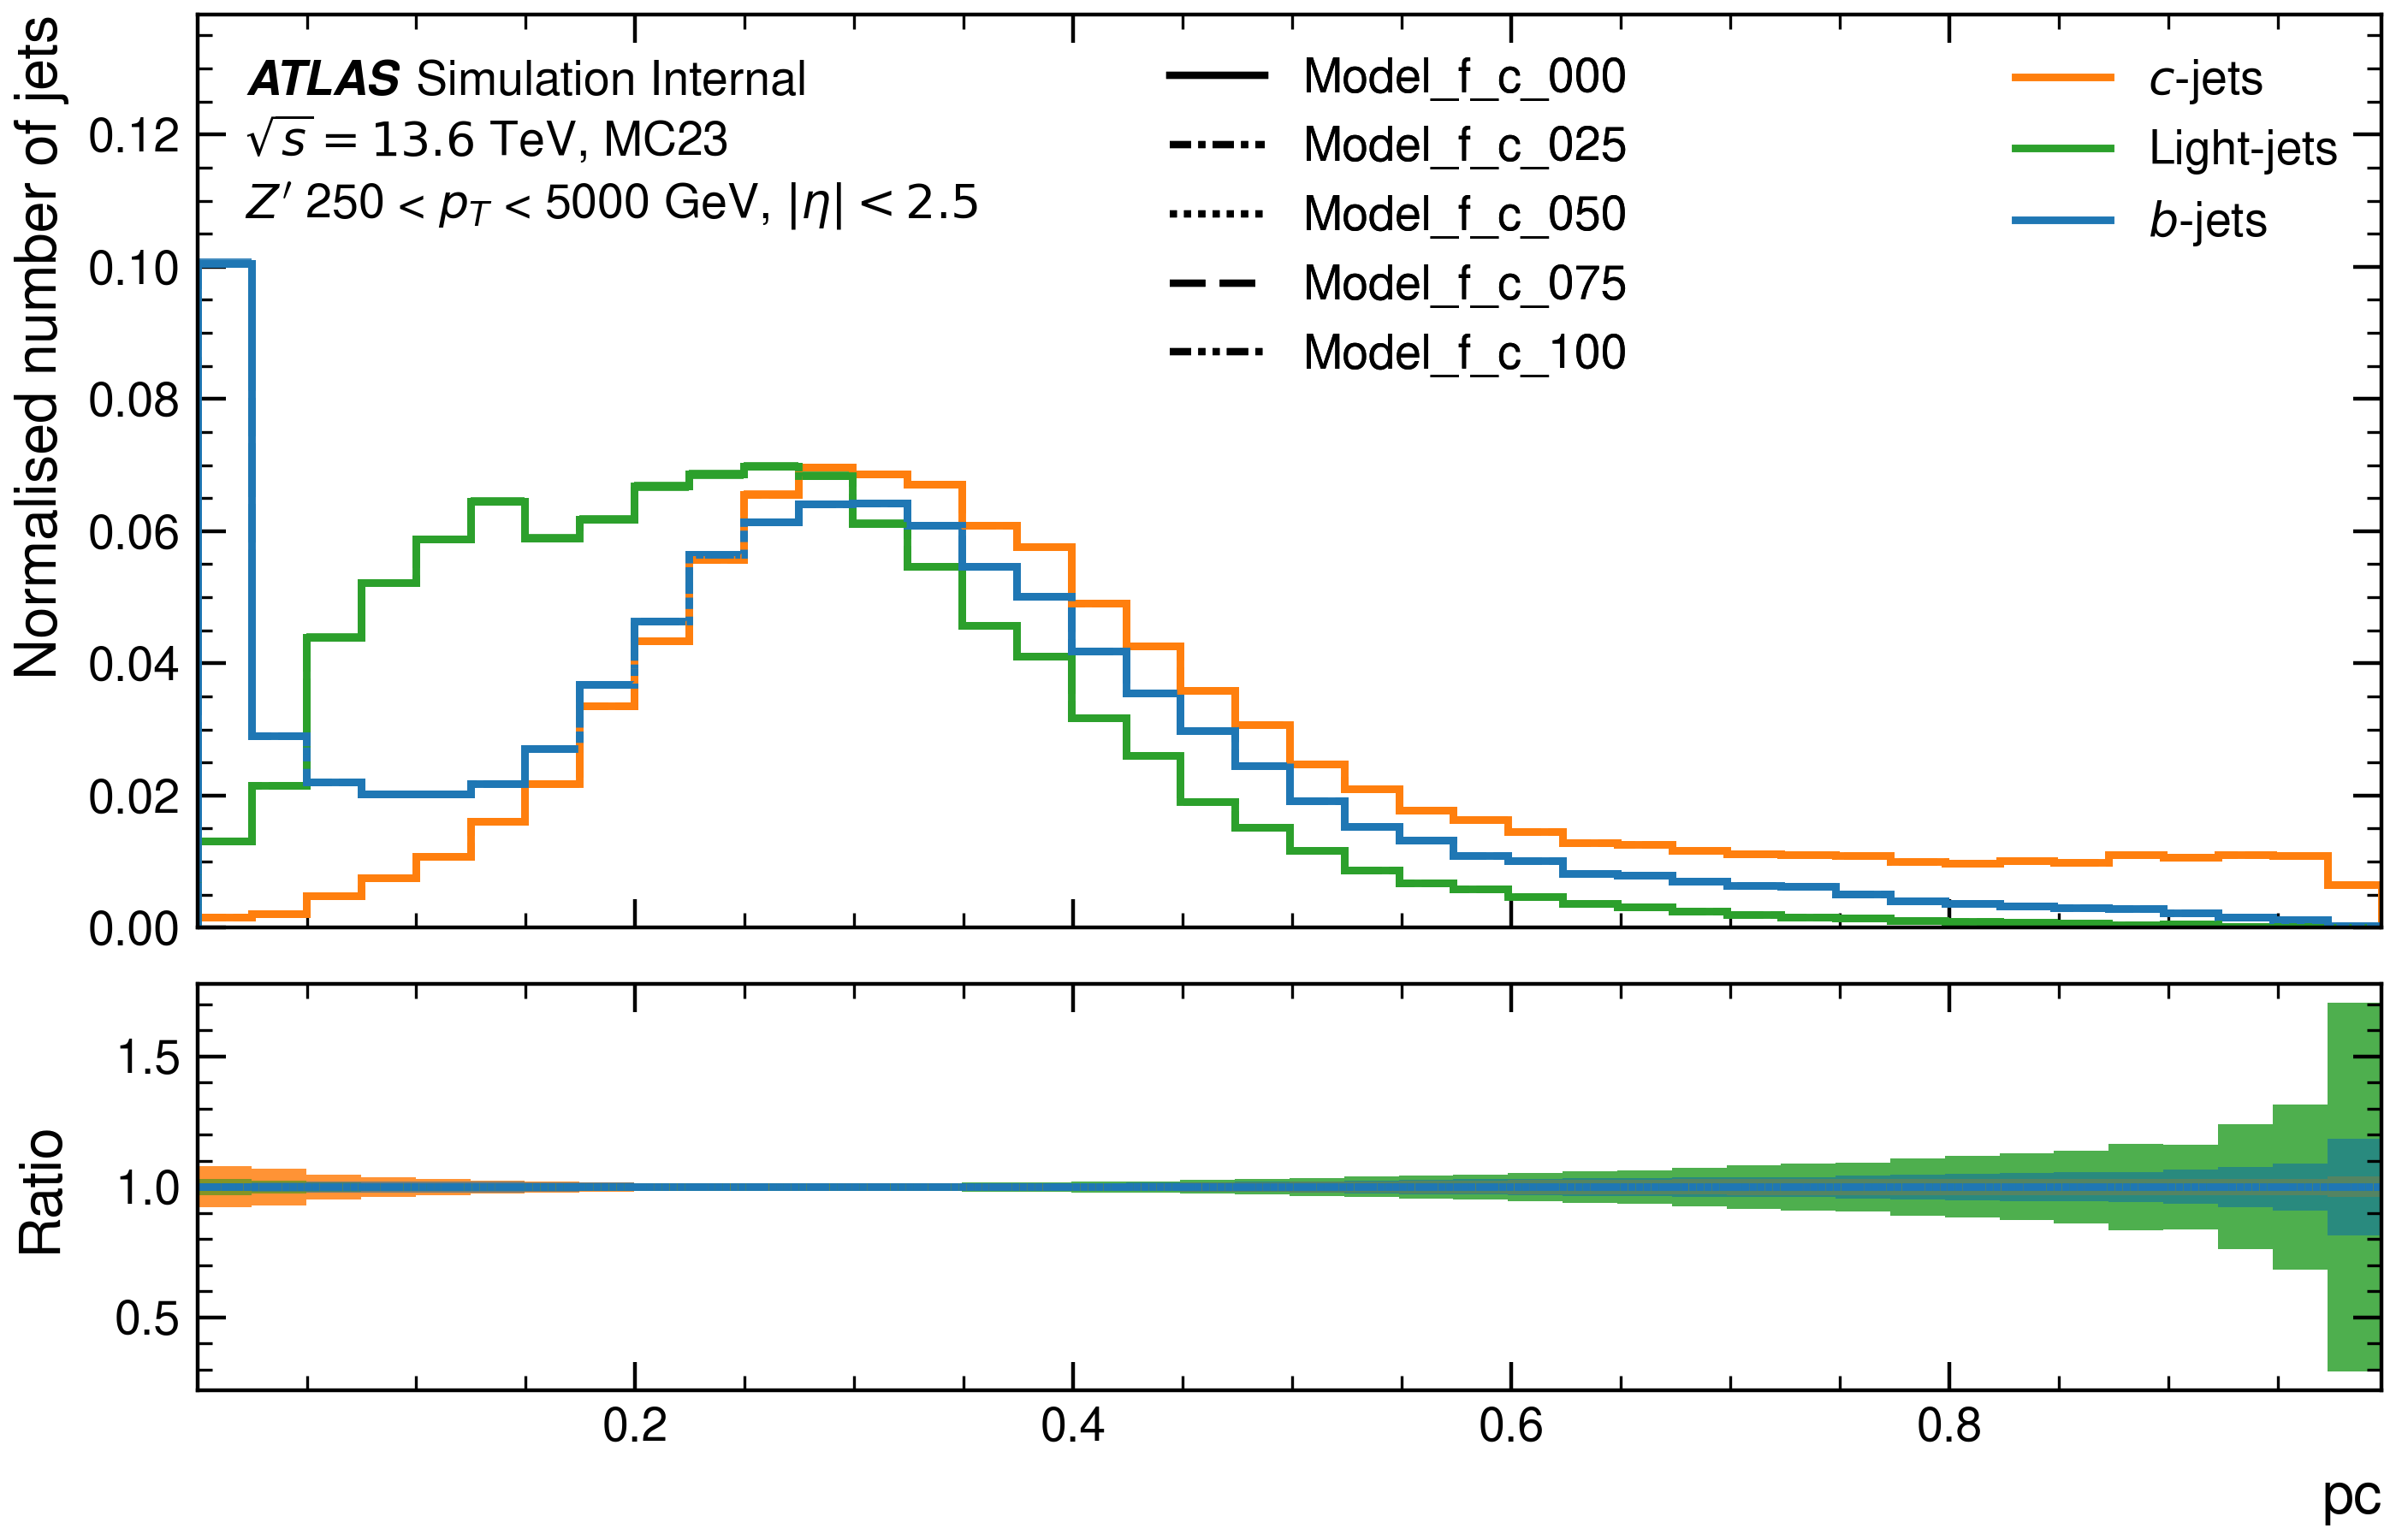 ATLAS Simulation Internal
√s = 13.6 TeV, MC23
Z′ 250 < pT < 5000 GeV, |η| < 2.5
Model_f_c_000
Model_f_c_025
Model_f_c_050
Model_f_c_075
Model_f_c_100
c-jets
Light-jets
b-jets
Normalised number of jets
0.12
0.10
0.08
0.06
0.04
0.02
0.00
Ratio
1.5
1.0
0.5
0.2 0.4 0.6 0.8
pc